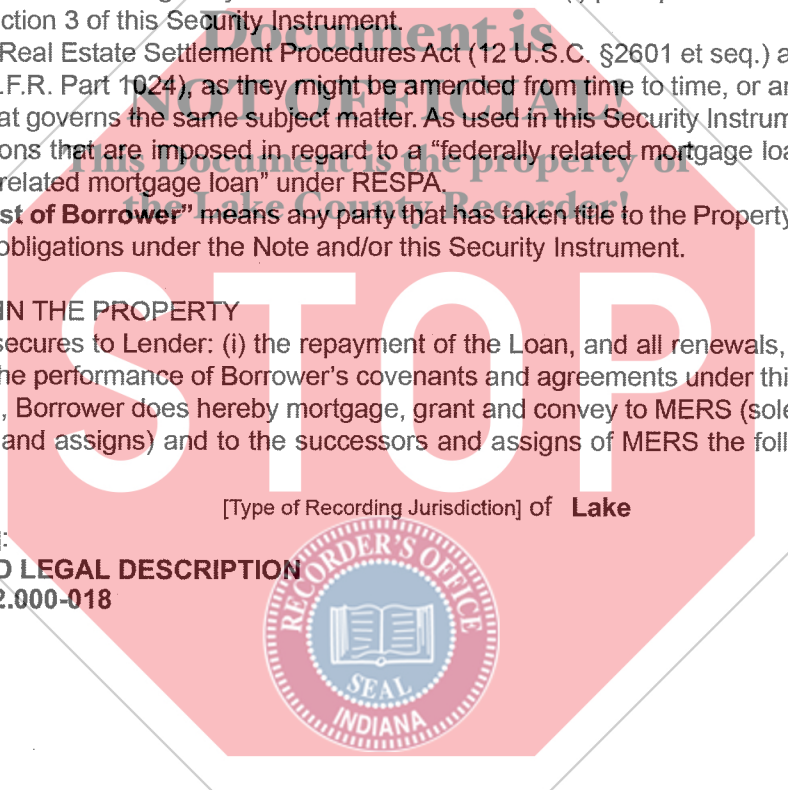 ction 3 of this Security Instrument.
Document is
Real Estate Settlement Procedures Act (12 U.S.C. §2601 et seq.) a
.F.R. Part 1024), as they might be amended from time to time, or an
NOT OFFICIAL!
at governs the same subject matter. As used in this Security Instrum
ons that are imposed in regard to a “federally related mortgage loa
This Document is the property of
related mortgage loan” under RESPA.
the Lake County Recorder!
st of Borrower” means any party that has taken title to the Property
obligations under the Note and/or this Security Instrument.
STOP
IN THE PROPERTY
secures to Lender: (i) the repayment of the Loan, and all renewals,
he performance of Borrower’s covenants and agreements under thi
, Borrower does hereby mortgage, grant and convey to MERS (sole
and assigns) and to the successors and assigns of MERS the foll
[Type of Recording Jurisdiction] of Lake
:
D LEGAL DESCRIPTION
2.000-018
RECORDER'S OFFICE
SEAL
INDIANA